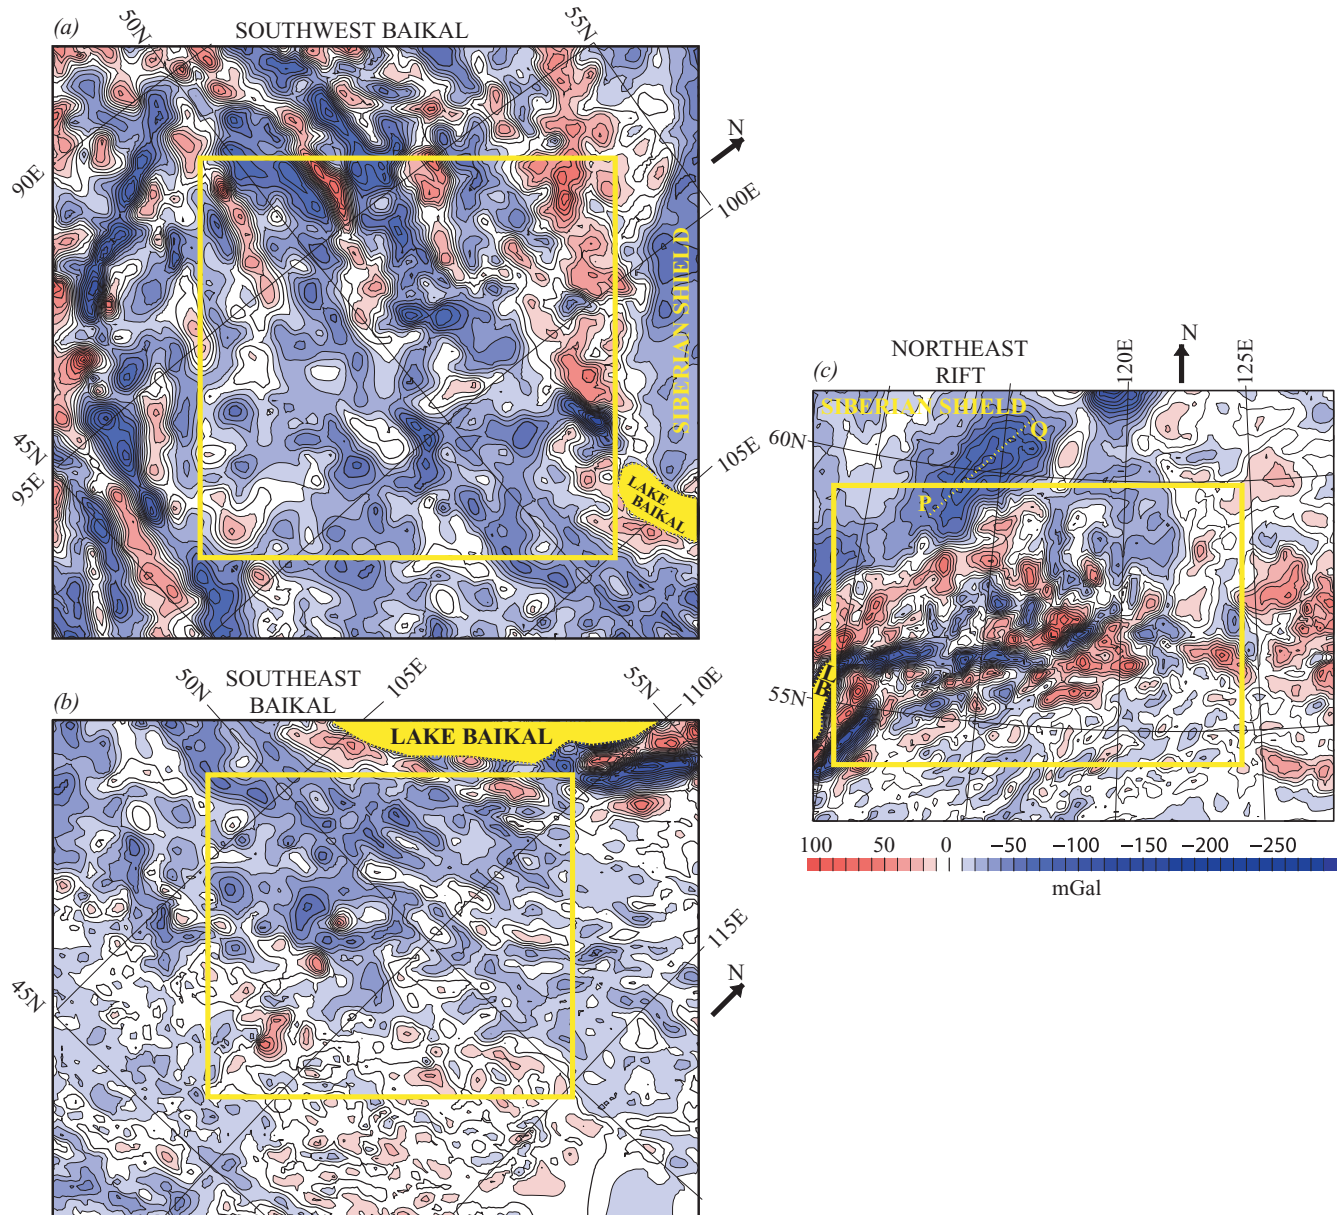 (a)
50N
SOUTHWEST BAIKAL
55N
N
90E
100E
SIBERIAN SHIELD
45N
95E
105E
LAKE
BAIKAL
(b)
50N
SOUTHEAST
BAIKAL
105E
55N
110E
LAKE BAIKAL
115E
N
45N
(c)
NORTHEAST
RIFT
120E
N
125E
SIBERIAN SHIELD
60N
Q
P
L
B
55N
100 50 0 −50 −100 −150 −200 −250
mGal